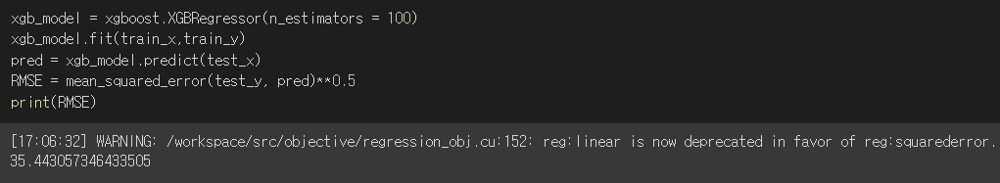 xgb_model = xgboost.XGBRegressor(n_estimators = 100)
xgb_model.fit(train_x,train_y)
pred = xgb_model.predict(test_x)
RMSE = mean_squared_error(test_y, pred)**0.5
print(RMSE)
[17:06:32] WARNING: /workspace/src/objective/regression_obj.cu:152: reg:linear is now deprecated in favor of reg:squarederror.
35.443057346433505